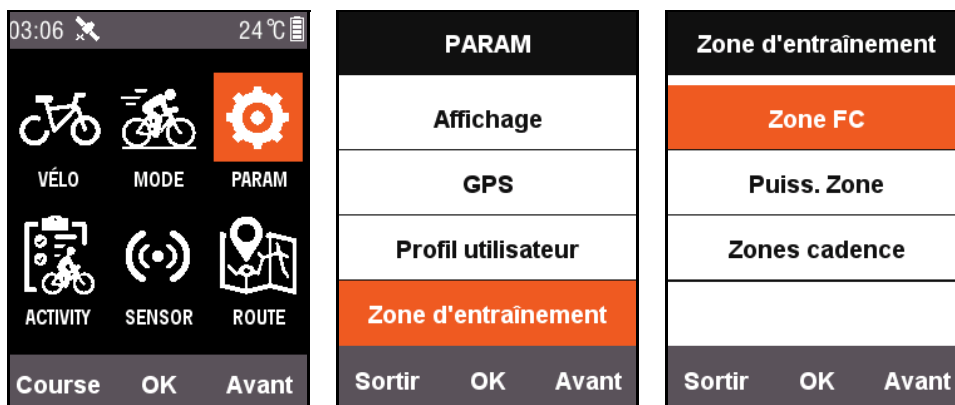 03:06 24°C
VÉLO MODE PARAM
ACTIVITY SENSOR ROUTE
Course OK Avant
PARAM
Affichage
GPS
Profil utilisateur
Zone d'entraînement
Sortir OK Avant
Zone d'entraînement
Zone FC
Puiss. Zone
Zones cadence
Sortir OK Avant